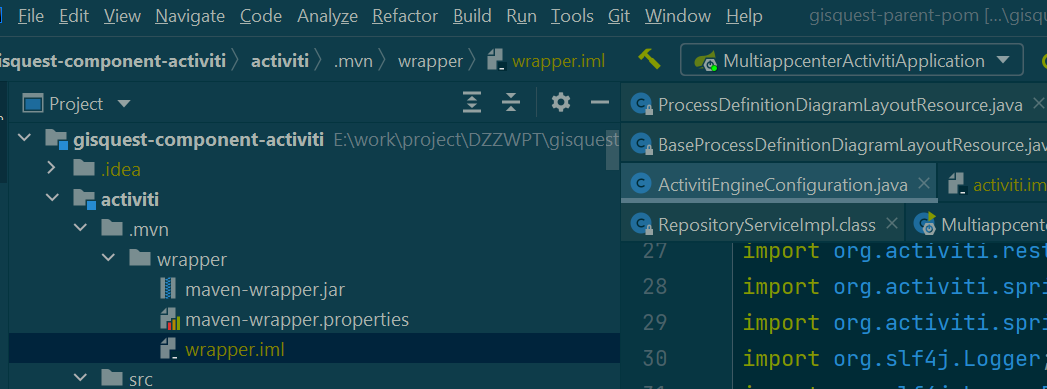 File Edit View Navigate Code Analyze Refactor Build Run Tools Git Window Help gisquest-parent-pom [...\gisqu
isquest-component-activiti activiti .mvn wrapper wrapper.iml MultiappcenterActivitiApplication
Project
ProcessDefinitionDiagramLayoutResource.java
gisquest-component-activiti E:\work\project\DZZWPT\gisquest
BaseProcessDefinitionDiagramLayoutResource.jav
.idea
ActivitiEngineConfiguration.java activiti.im
activiti
RepositoryServiceImpl.class Multiappcent
.mvn
27 import org.activiti.rest
wrapper
28 import org.activiti.spri
maven-wrapper.jar
29 import org.activiti.spri
maven-wrapper.properties
30 import org.slf4j.Logger;
wrapper.iml
src